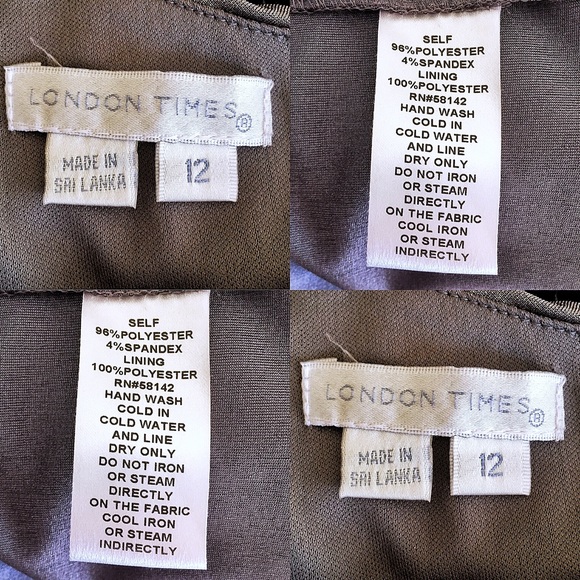 LONDON TIMES®
MADE IN
SRI LANKA
12
SELF
96%POLYESTER
4%SPANDEX
LINING
100%POLYESTER
RN#58142
HAND WASH
COLD IN
COLD WATER
AND LINE
DRY ONLY
DO NOT IRON
OR STEAM
DIRECTLY
ON THE FABRIC
COOL IRON
OR STEAM
INDIRECTLY
SELF
96%POLYESTER
4%SPANDEX
LINING
100%POLYESTER
RN#58142
HAND WASH
COLD IN
COLD WATER
AND LINE
DRY ONLY
DO NOT IRON
OR STEAM
DIRECTLY
ON THE FABRIC
COOL IRON
OR STEAM
INDIRECTLY
LONDON TIMES®
MADE IN
SRI LANKA
12